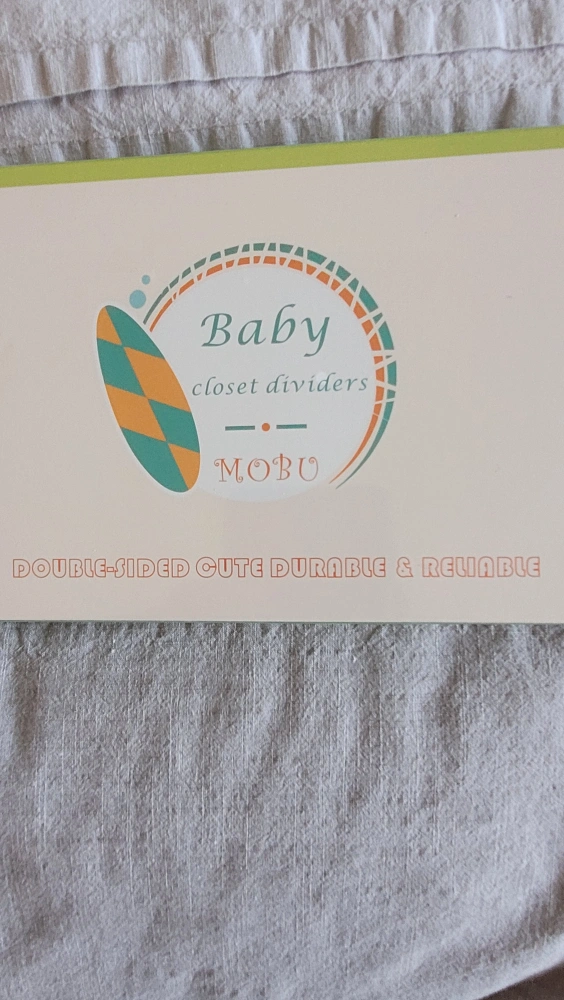 Baby
closet dividers
MOBU
DOUBLE-SIDED CUTE DURABLE & RELIABLE